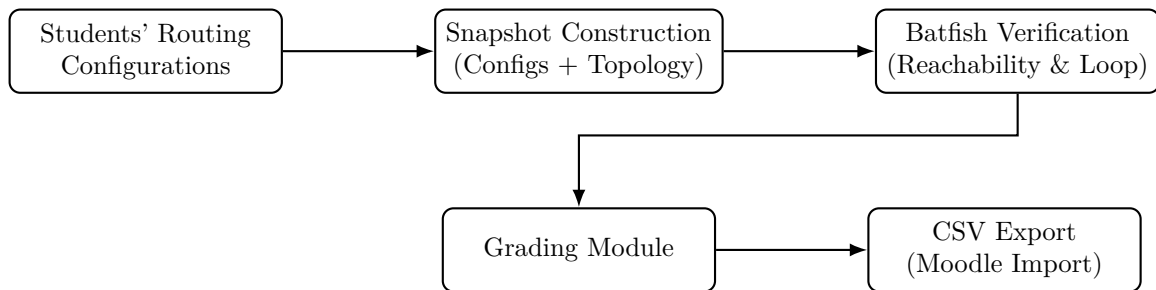 Students’ Routing
Configurations
Snapshot Construction
(Configs + Topology)
Batfish Verification
(Reachability & Loop)
Grading Module
CSV Export
(Moodle Import)